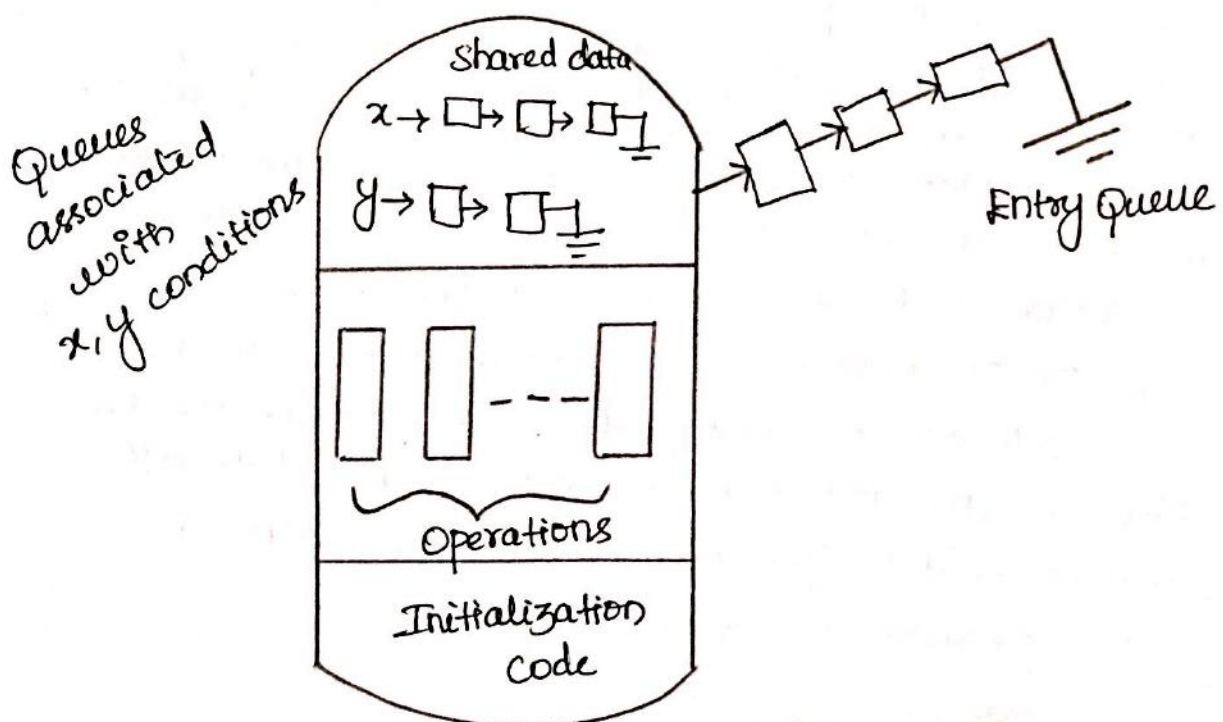 Shared data
x
y
Queues
associated
with
x, y conditions
Entry Queue
Operations
Initialization
Code